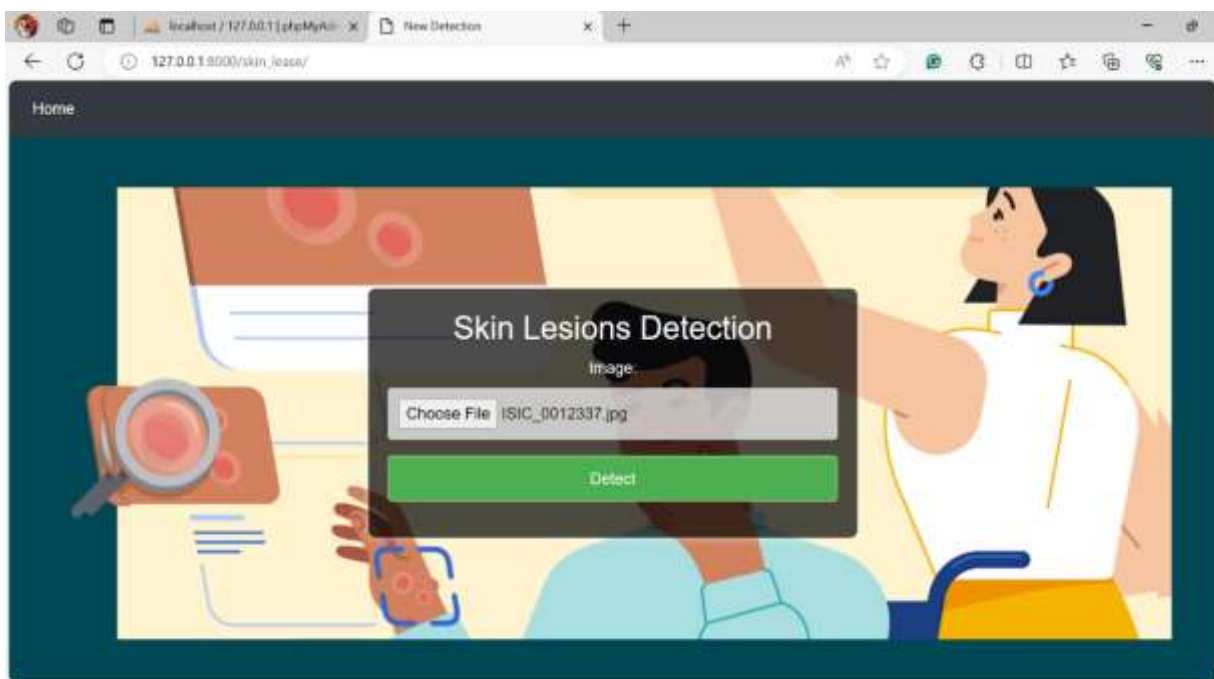 localhost / 127.0.0.1 | phpMyAd
New Detection
127.0.0.1:8000/skin_lease/
Home
Skin Lesions Detection
Image:
Choose File ISIC_0012337.jpg
Detect